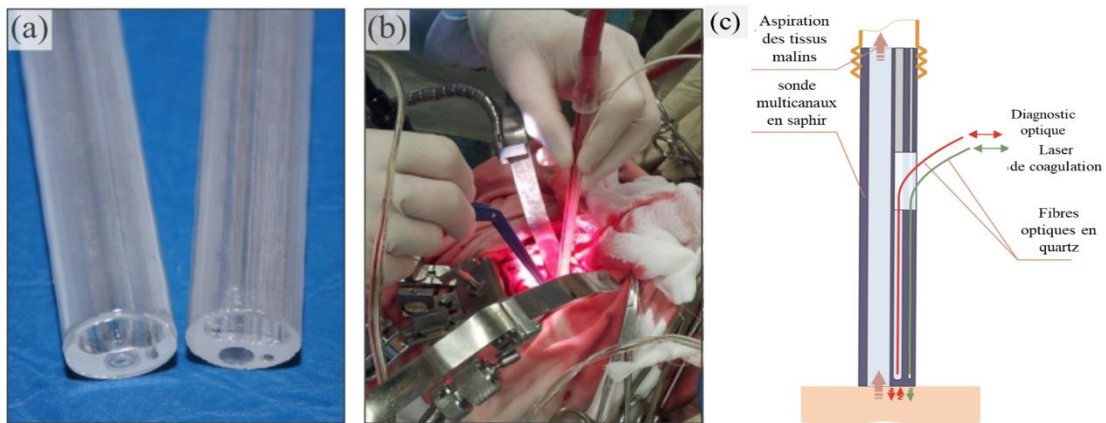 (a)
(b)
(c)
Aspiration
des tissus
malins
sonde
multicanaux
en saphir
Diagnostic
optique
Laser
de coagulation
Fibres
optiques en
quartz